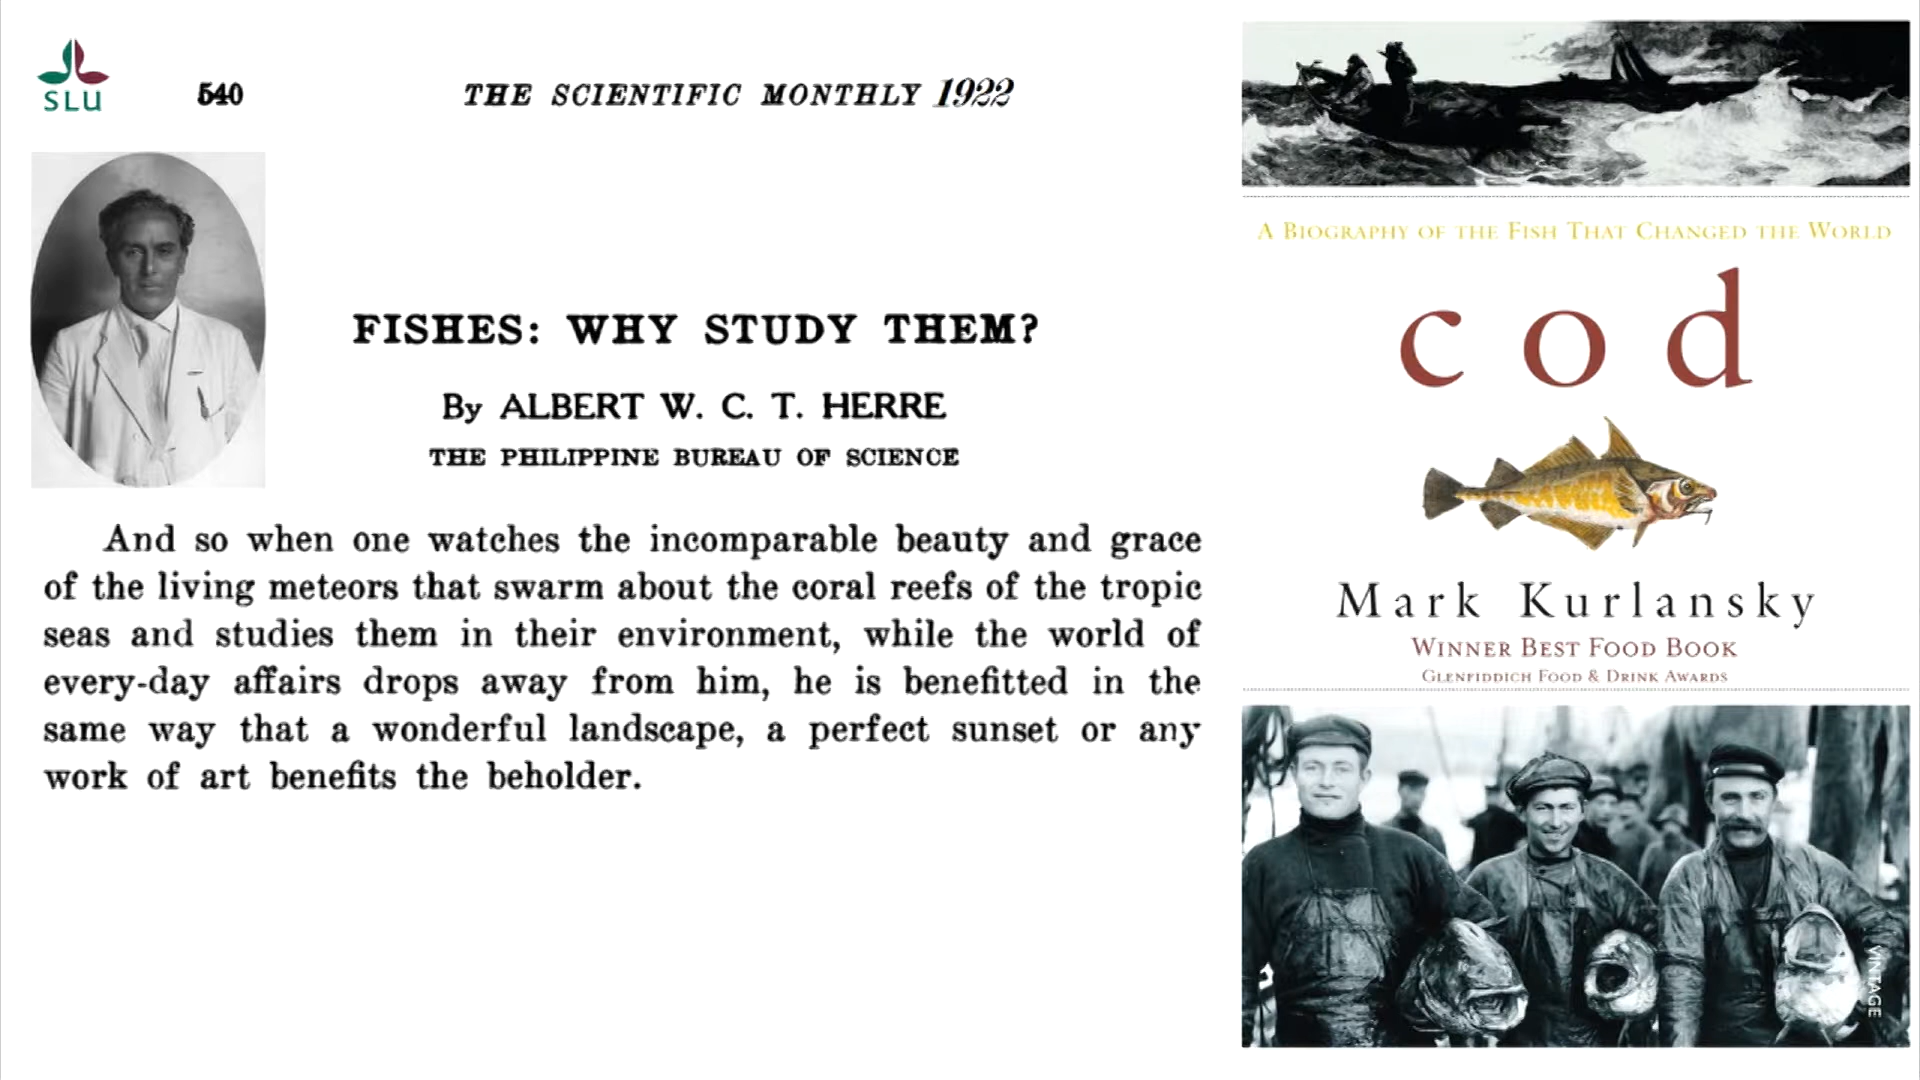 SLU
540
THE SCIENTIFIC MONTHLY 1922
FISHES: WHY STUDY THEM?
By ALBERT W. C. T. HERRE
THE PHILIPPINE BUREAU OF SCIENCE
And so when one watches the incomparable beauty and grace
of the living meteors that swarm about the coral reefs of the tropic
seas and studies them in their environment, while the world of
every-day affairs drops away from him, he is benefitted in the
same way that a wonderful landscape, a perfect sunset or any
work of art benefits the beholder.
A BIOGRAPHY OF THE FISH THAT CHANGED THE WORLD
cod
Mark Kurlansky
WINNER BEST FOOD BOOK
GLENFIDDICH FOOD & DRINK AWARDS
VINTAGE